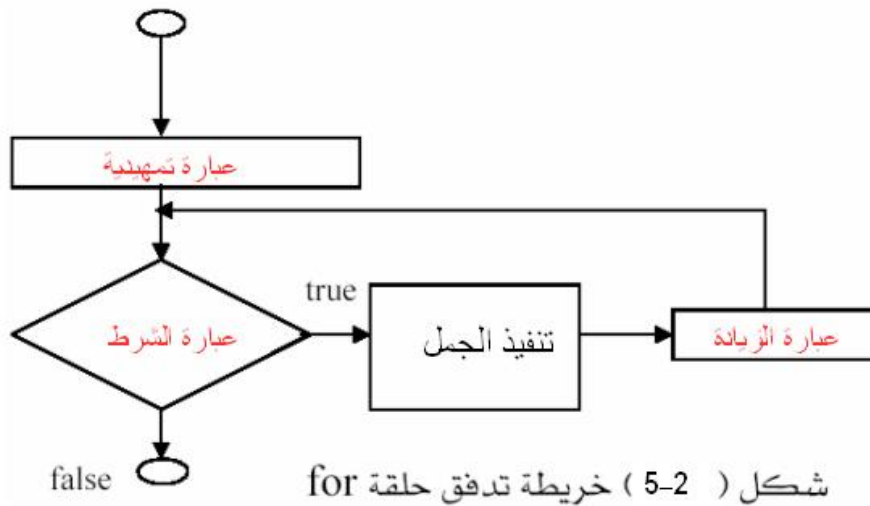 عبارة تمهيدية
true
عبارة الشرط
تنفيذ الجمل
عبارة الزيادة
false
شكل ( 2-5 ) خريطة تدفق حلقة for